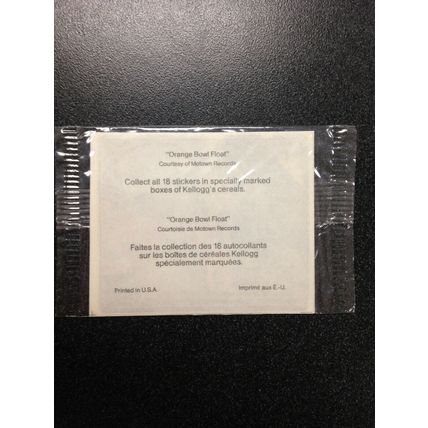 "Orange Bowl Float"
Courtesy of Motown Records
Collect all 18 stickers in specially marked
boxes of Kellogg's cereals.
"Orange Bowl Float"
Courtoisie de Motown Records
Faites la collection des 18 autocollants
sur les boîtes de céréales Kellogg
spécialement marquées.
Printed in U.S.A. Imprimé aux É.-U.